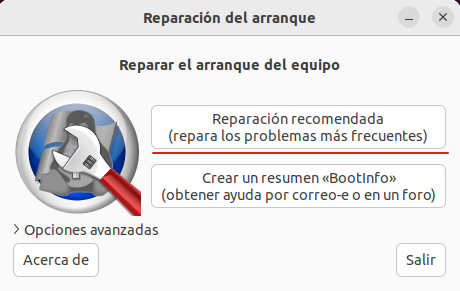 Reparación del arranque
Reparar el arranque del equipo
Reparación recomendada
(repara los problemas más frecuentes)
Crear un resumen «BootInfo»
(obtener ayuda por correo-e o en un foro)
Opciones avanzadas
Acerca de
Salir